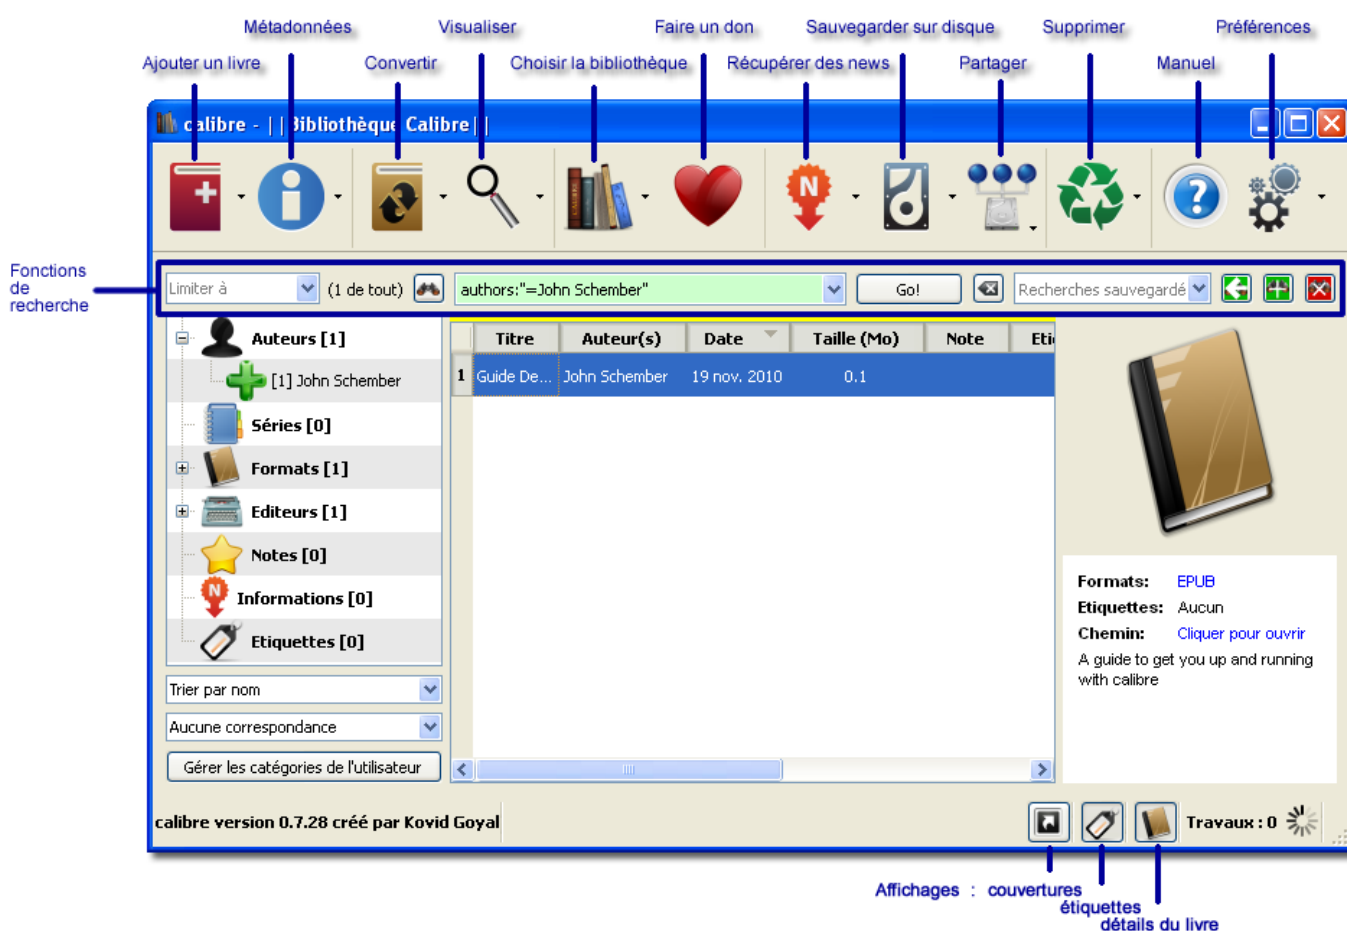 Métadonnées
Visualiser
Faire un don
Sauvegarder sur disque
Supprimer
Préférences
Ajouter un livre
Convertir
Choisir la bibliothèque
Récupérer des news
Partager
Manuel
calibre - || Bibliothèque Calibre ||
N
Fonctions
de
recherche
Limiter à
(1 de tout)
authors:"=John Schember"
Go!
Recherches sauvegardé
Auteurs [1]
[1] John Schember
Séries [0]
Formats [1]
Editeurs [1]
Notes [0]
N
Informations [0]
Etiquettes [0]
Trier par nom
Aucune correspondance
Gérer les catégories de l'utilisateur
Titre Auteur(s) Date Taille (Mo) Note Eti
1 Guide De... John Schember 19 nov. 2010 0.1
Formats: EPUB
Etiquettes: Aucun
Chemin: Cliquer pour ouvrir
A guide to get you up and running
with calibre
calibre version 0.7.28 créé par Kovid Goyal
Travaux : 0
Affichages : couvertures
étiquettes
détails du livre